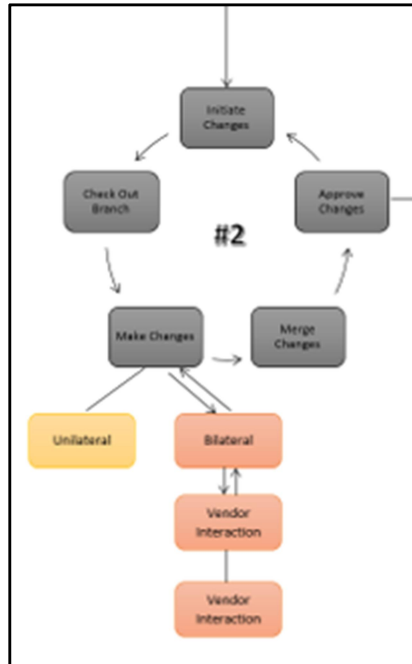 Initiate
Changes
Check Out
Branch
Approve
Changes
#2
Make Changes
Merge
Changes
Unilateral
Bilateral
Vendor
Interaction
Vendor
Interaction